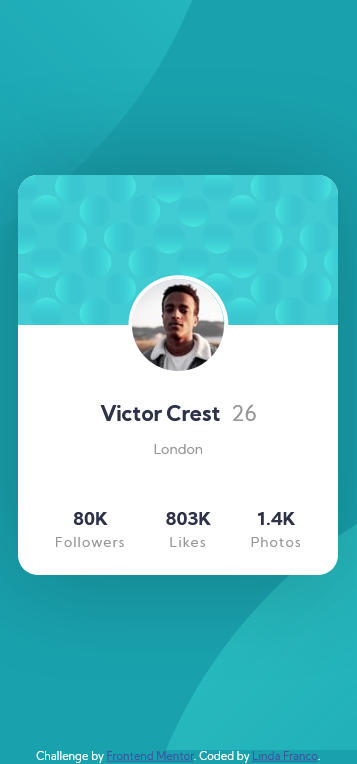 Victor Crest 26
London
80K 803K 1.4K
Followers Likes Photos
Challenge by Frontend Mentor. Coded by Linda Franco.